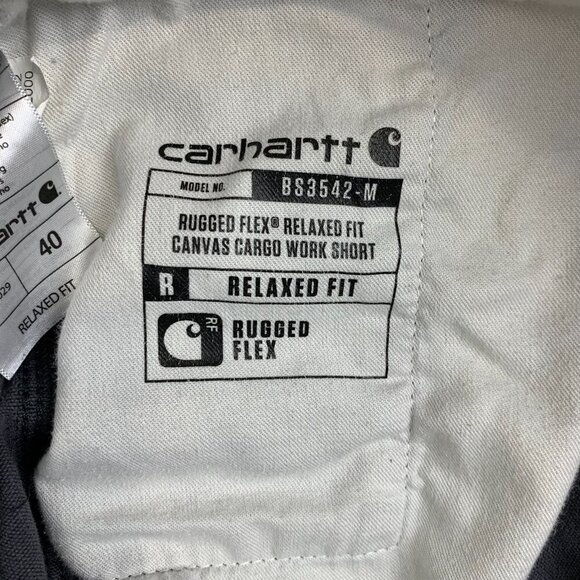 carhartt
MODEL NO. BS3542-M
RUGGED FLEX® RELAXED FIT
CANVAS CARGO WORK SHORT
R RELAXED FIT
RF RUGGED
FLEX
40
RELAXED FIT